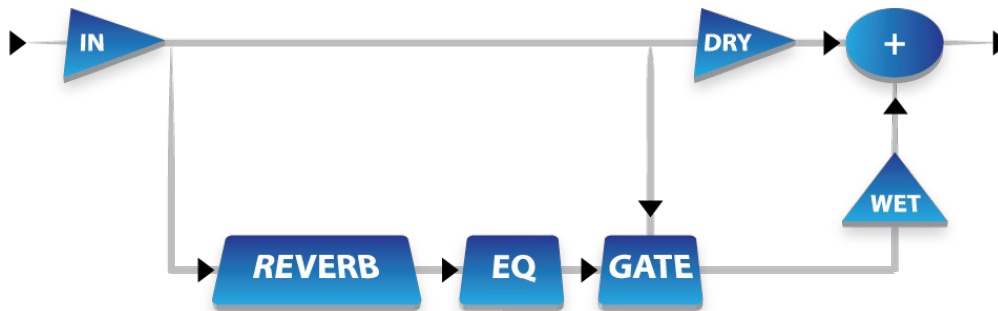 IN
DRY
+
WET
REVERB
EQ
GATE